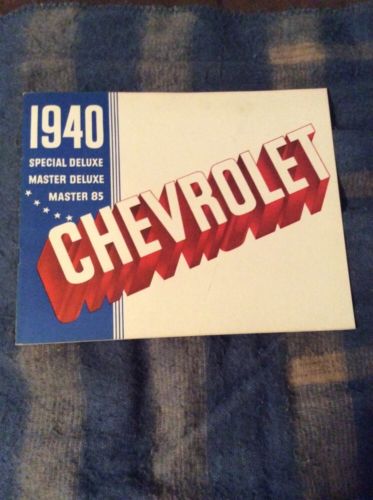 1940
SPECIAL DELUXE
MASTER DELUXE
MASTER 85
CHEVROLET